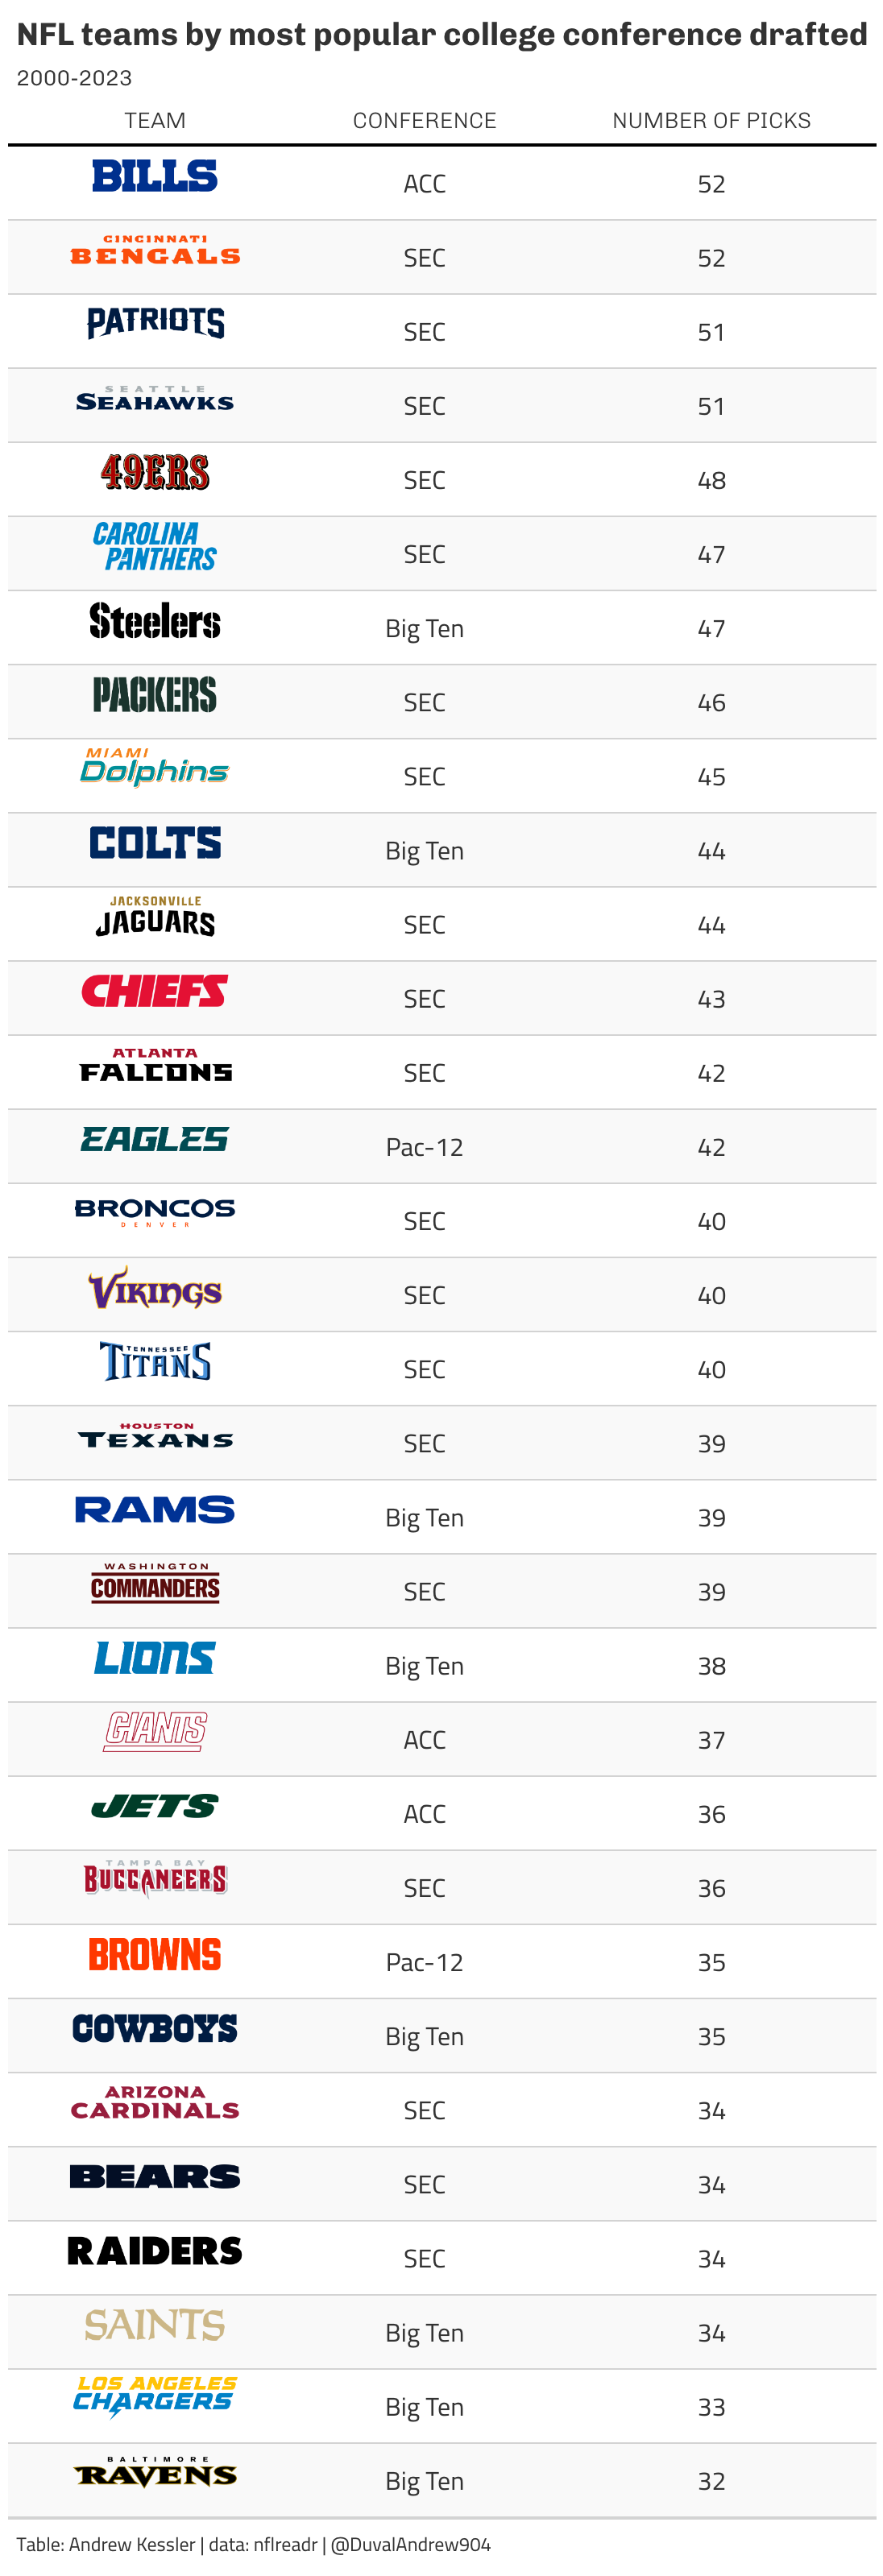 NFL teams by most popular college conference drafted
2000-2023
TEAM CONFERENCE NUMBER OF PICKS
BILLS ACC 52
CINCINNATI
BENGALS SEC 52
PATRIOTS SEC 51
SEATTLE
SEAHAWKS SEC 51
49ERS SEC 48
CAROLINA
PANTHERS SEC 47
Steelers Big Ten 47
PACKERS SEC 46
MIAMI
Dolphins SEC 45
COLTS Big Ten 44
JACKSONVILLE
JAGUARS SEC 44
CHIEFS SEC 43
ATLANTA
FALCONS SEC 42
EAGLES Pac-12 42
BRONCOS SEC 40
DENVER
VIKINGS SEC 40
TENNESSEE
TITANS SEC 40
HOUSTON
TEXANS SEC 39
RAMS Big Ten 39
WASHINGTON
COMMANDERS SEC 39
LIONS Big Ten 38
GIANTS ACC 37
JETS ACC 36
TAMPA BAY
BUCCANEERS SEC 36
BROWNS Pac-12 35
COWBOYS Big Ten 35
ARIZONA
CARDINALS SEC 34
BEARS SEC 34
RAIDERS SEC 34
SAINTS Big Ten 34
LOS ANGELES
CHARGERS Big Ten 33
BALTIMORE
RAVENS Big Ten 32
Table: Andrew Kessler | data: nflreadr | @DuvalAndrew904